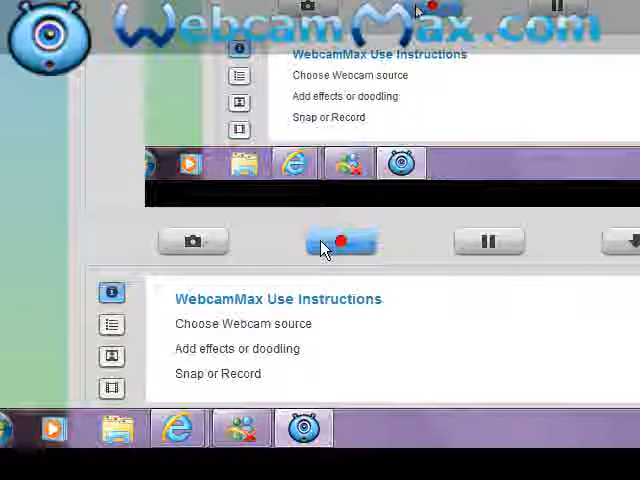 WebcamMax.com
WebcamMax Use Instructions
Choose Webcam source
Add effects or doodling
Snap or Record
WebcamMax Use Instructions
Choose Webcam source
Add effects or doodling
Snap or Record